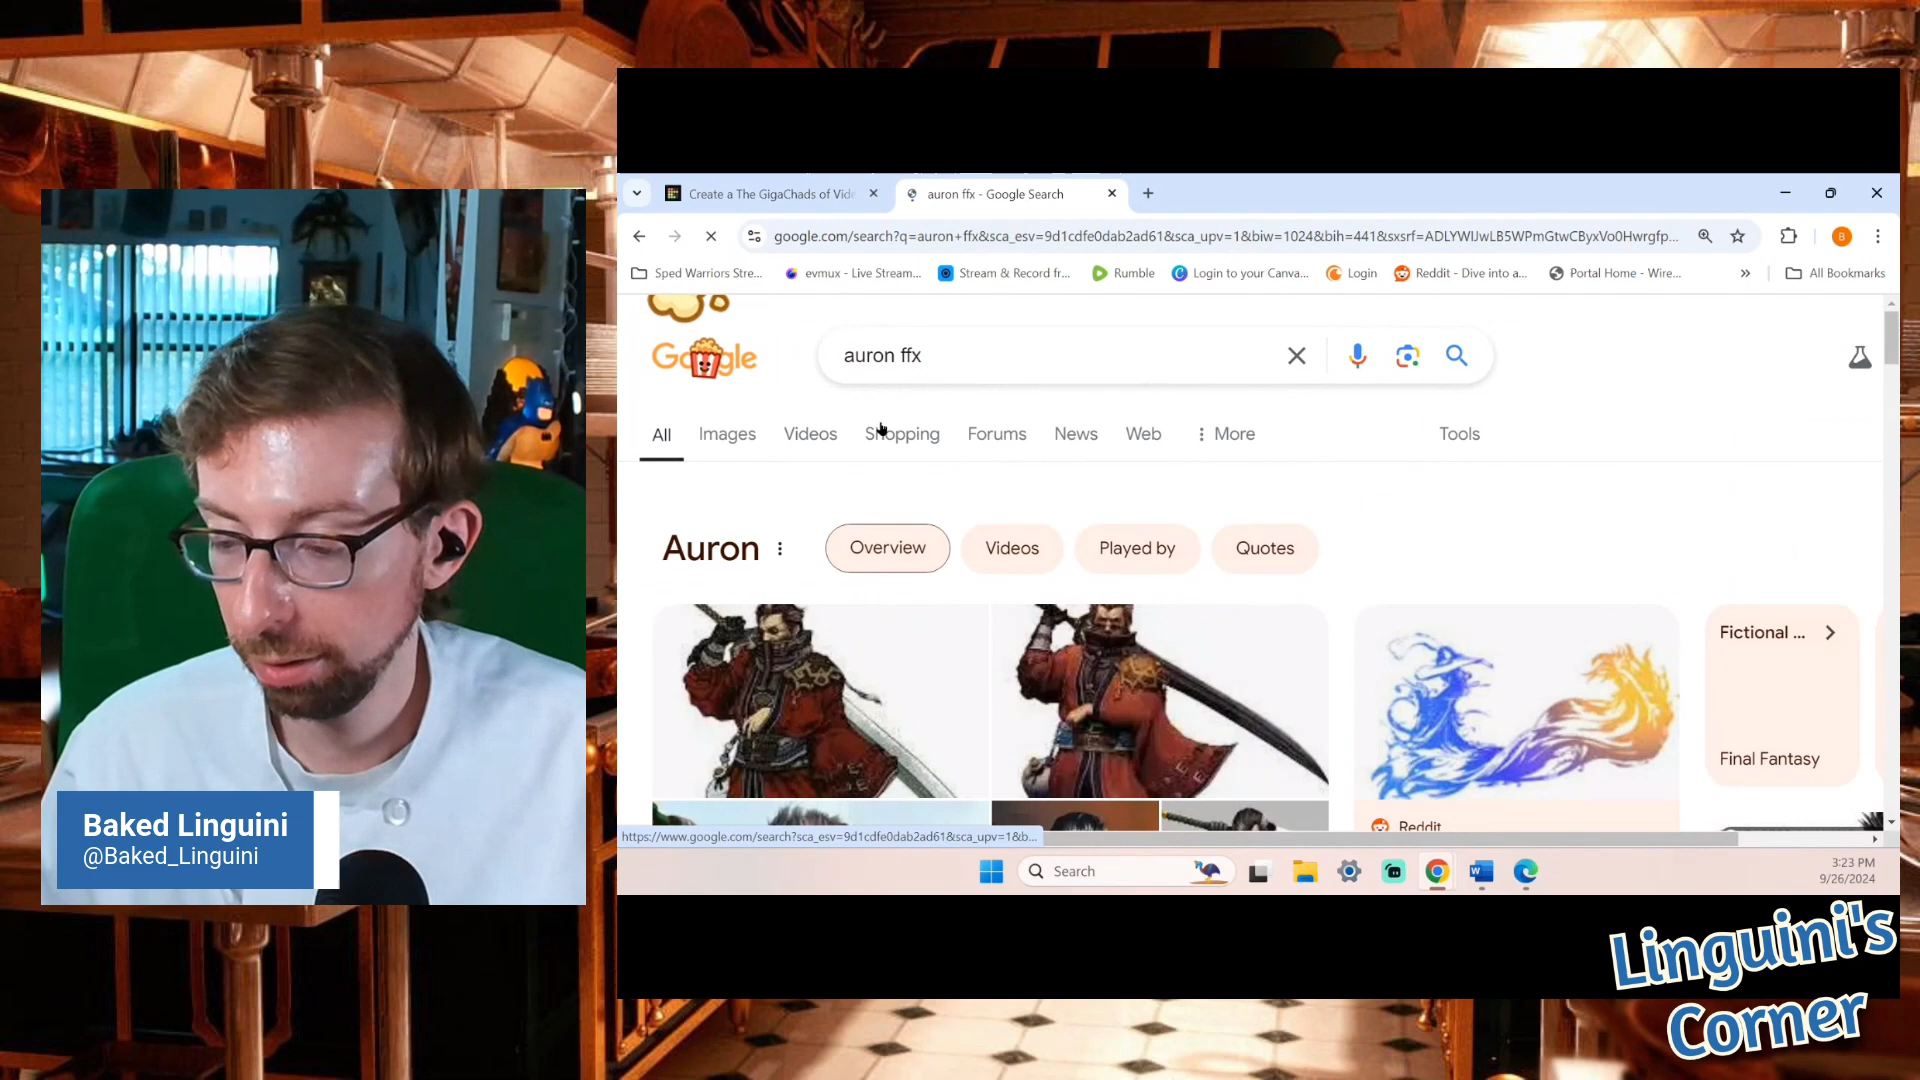 Create a The GigaChads of Vid
auron ffx - Google Search
google.com/search?q=auron+ffx&sca_esv=9d1cdfe0dab2ad61&sca_upv=1&biw=1024&bih=441&sxsrf=ADLYWIJwLB5WPmGtwCByxVo0Hwrgfp...
B
Sped Warriors Stre...
evmux - Live Stream...
Stream & Record fr...
Rumble
Login to your Canva...
Login
Reddit - Dive into a...
Portal Home - Wire...
»
All Bookmarks
Google
auron ffx
All
Images
Videos
Shopping
Forums
News
Web
More
Tools
Auron
Overview
Videos
Played by
Quotes
Fictional ...
Final Fantasy
Reddit
https://www.google.com/search?sca_esv=9d1cdfe0dab2ad61&sca_upv=1&b...
Search
3:23 PM
9/26/2024
Baked Linguini
@Baked_Linguini
Linguini's
Corner